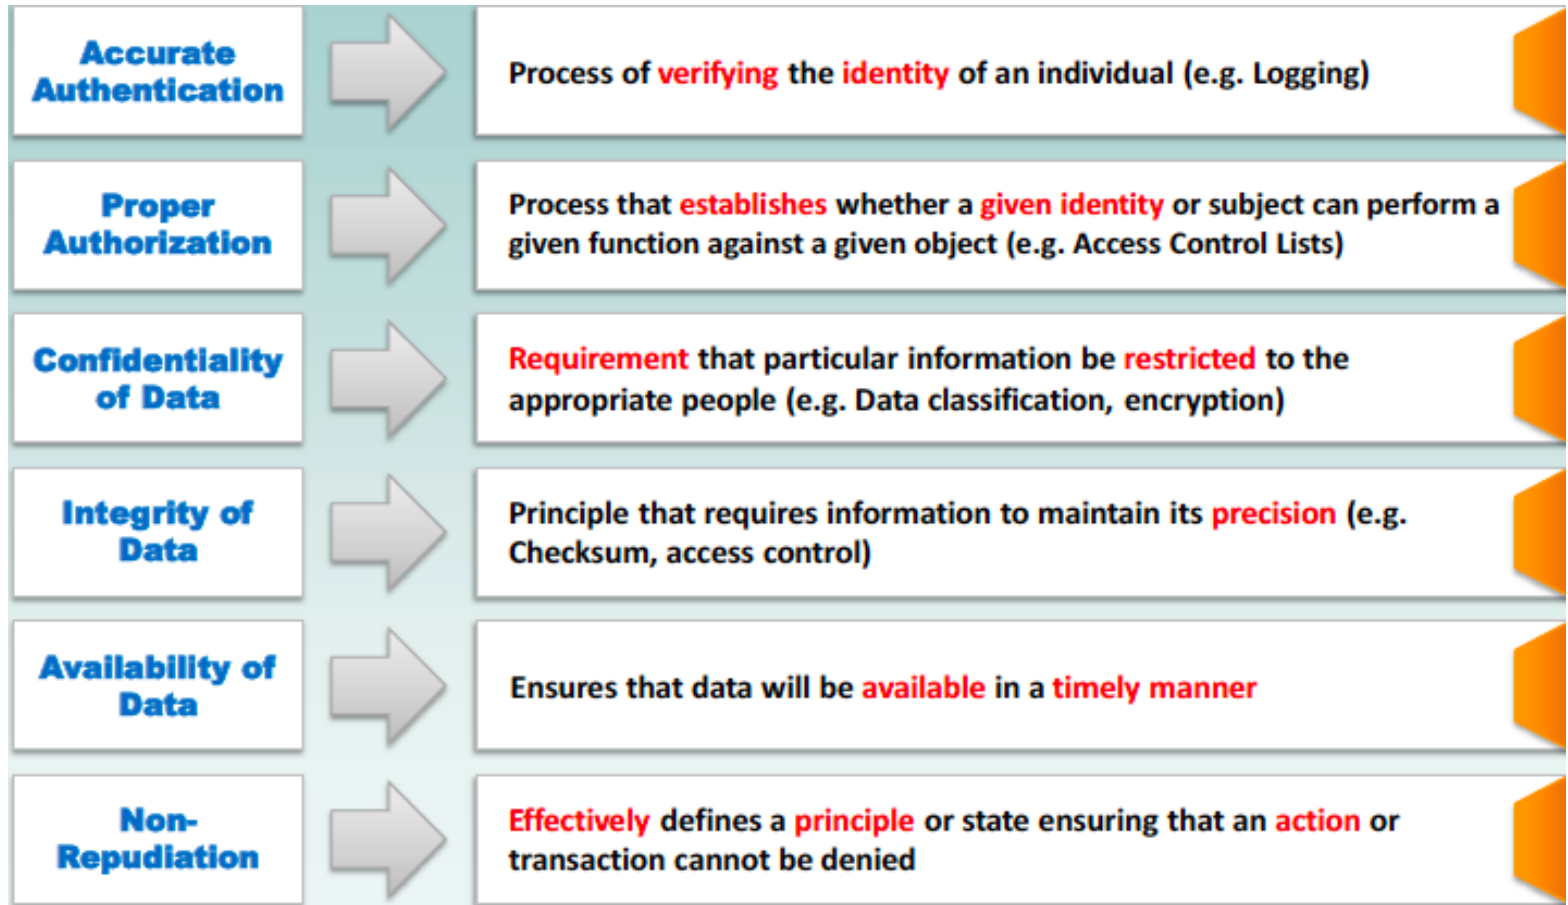 Accurate
Authentication
Process of verifying the identity of an individual (e.g. Logging)
Proper
Authorization
Process that establishes whether a given identity or subject can perform a
given function against a given object (e.g. Access Control Lists)
Confidentiality
of Data
Requirement that particular information be restricted to the
appropriate people (e.g. Data classification, encryption)
Integrity of
Data
Principle that requires information to maintain its precision (e.g.
Checksum, access control)
Availability of
Data
Ensures that data will be available in a timely manner
Non-
Repudiation
Effectively defines a principle or state ensuring that an action or
transaction cannot be denied